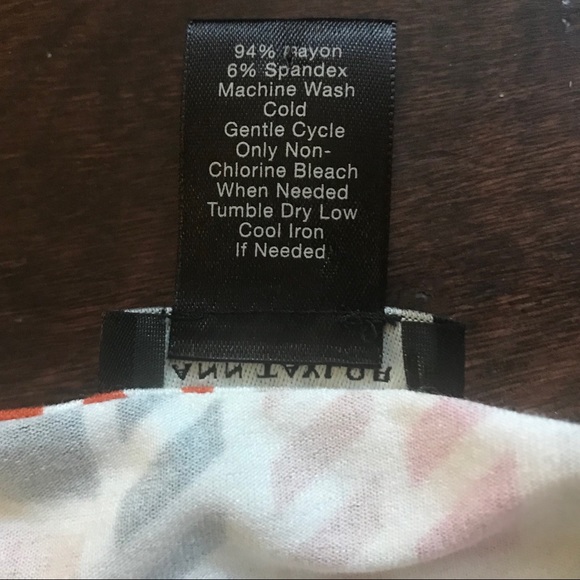 94% Rayon
6% Spandex
Machine Wash
Cold
Gentle Cycle
Only Non-
Chlorine Bleach
When Needed
Tumble Dry Low
Cool Iron
If Needed
ANN TAYLOR